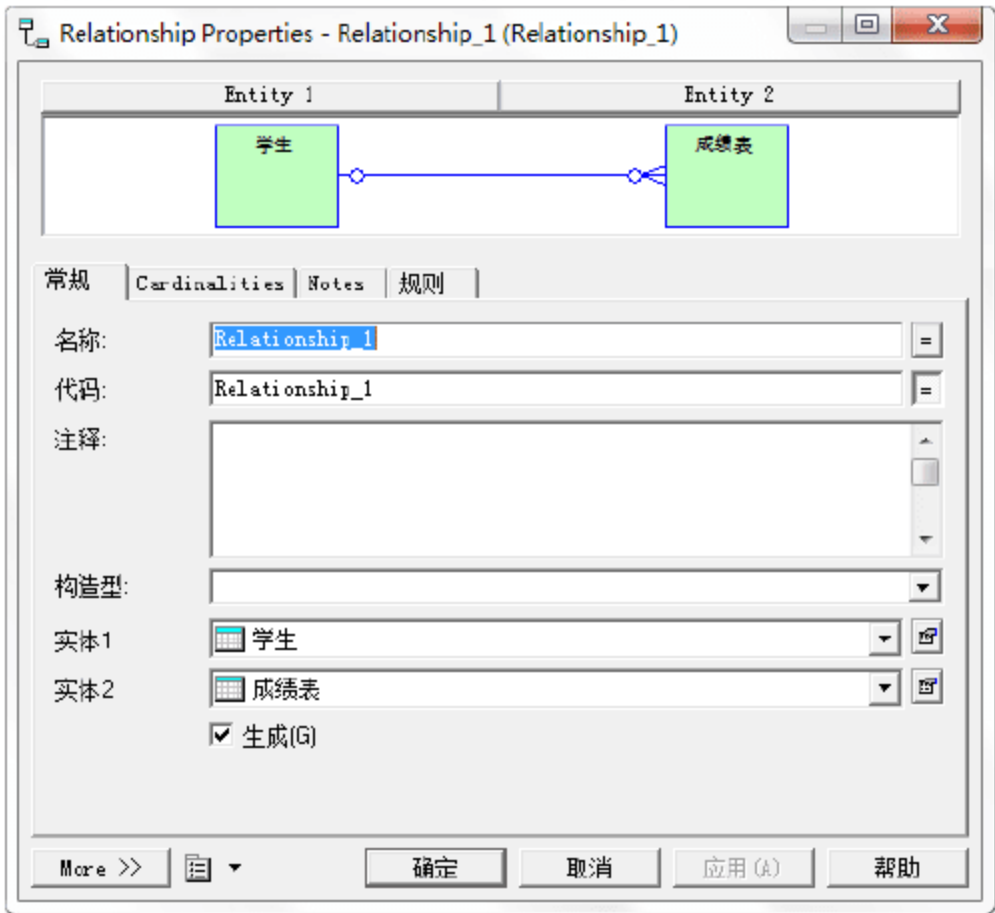 Relationship Properties - Relationship_1 (Relationship_1)
Entity 1 Entity 2
学生 成绩表
常规 Cardinalities Notes 规则
名称: Relationship_1 =
代码: Relationship_1 =
注释:
构造型:
实体1 学生
实体2 成绩表
生成(G)
More >> 确定 取消 应用(A) 帮助